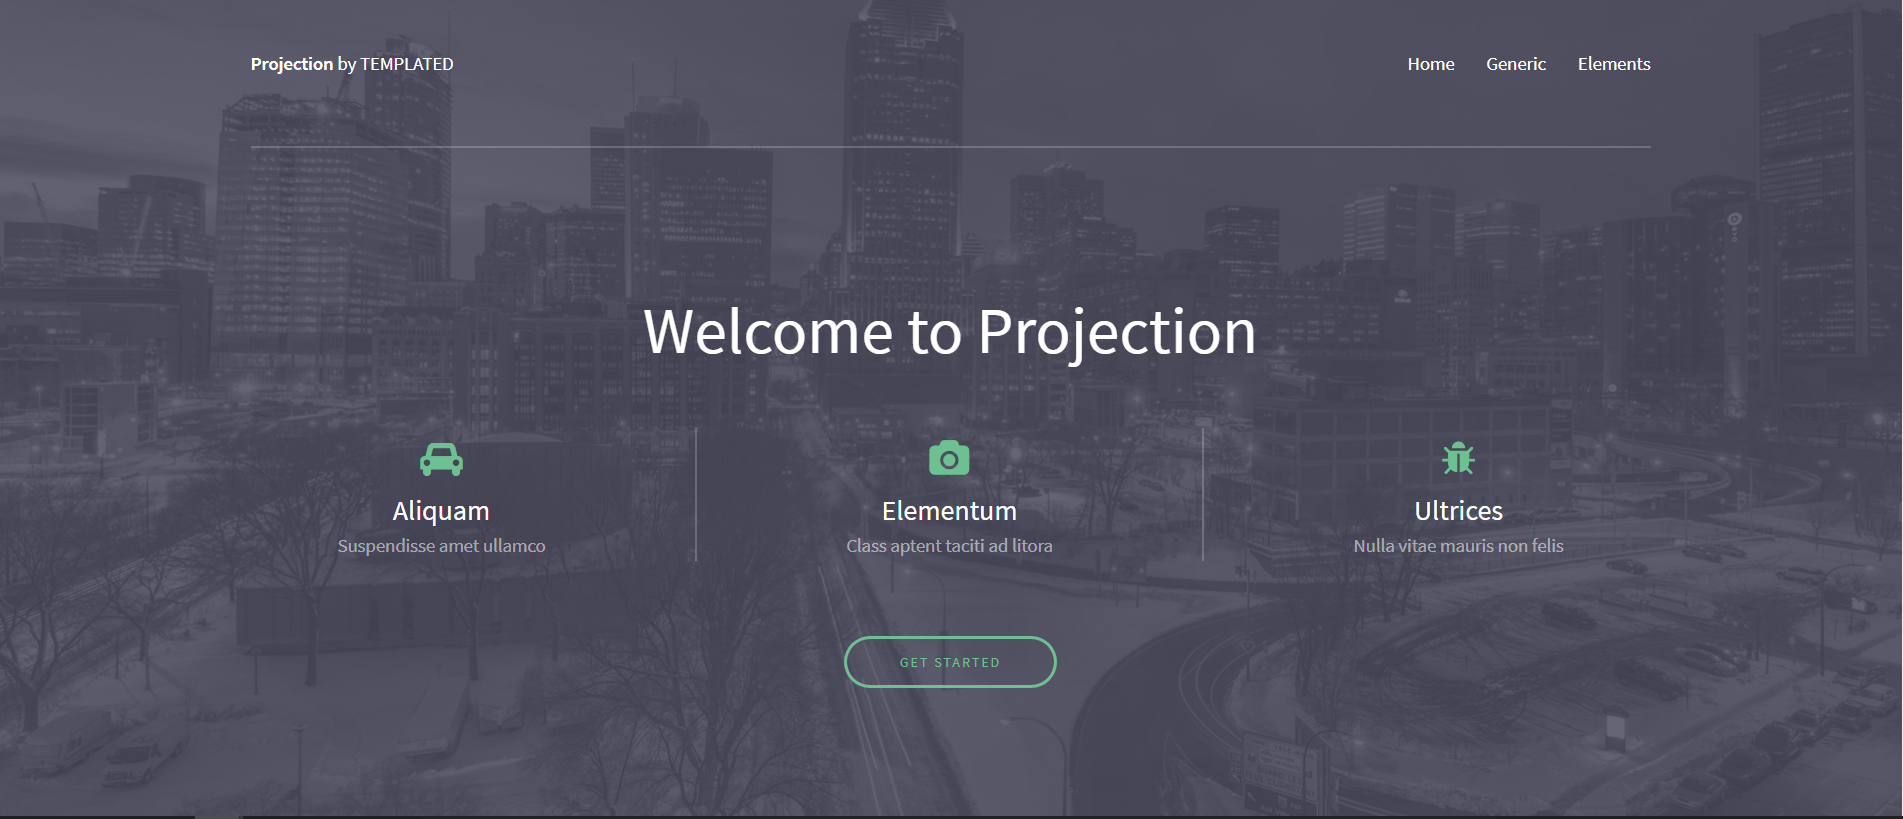 Projection by TEMPLATED
Home Generic Elements
Welcome to Projection
Aliquam
Suspendisse amet ullamco
Elementum
Class aptent taciti ad litora
Ultrices
Nulla vitae mauris non felis
GET STARTED